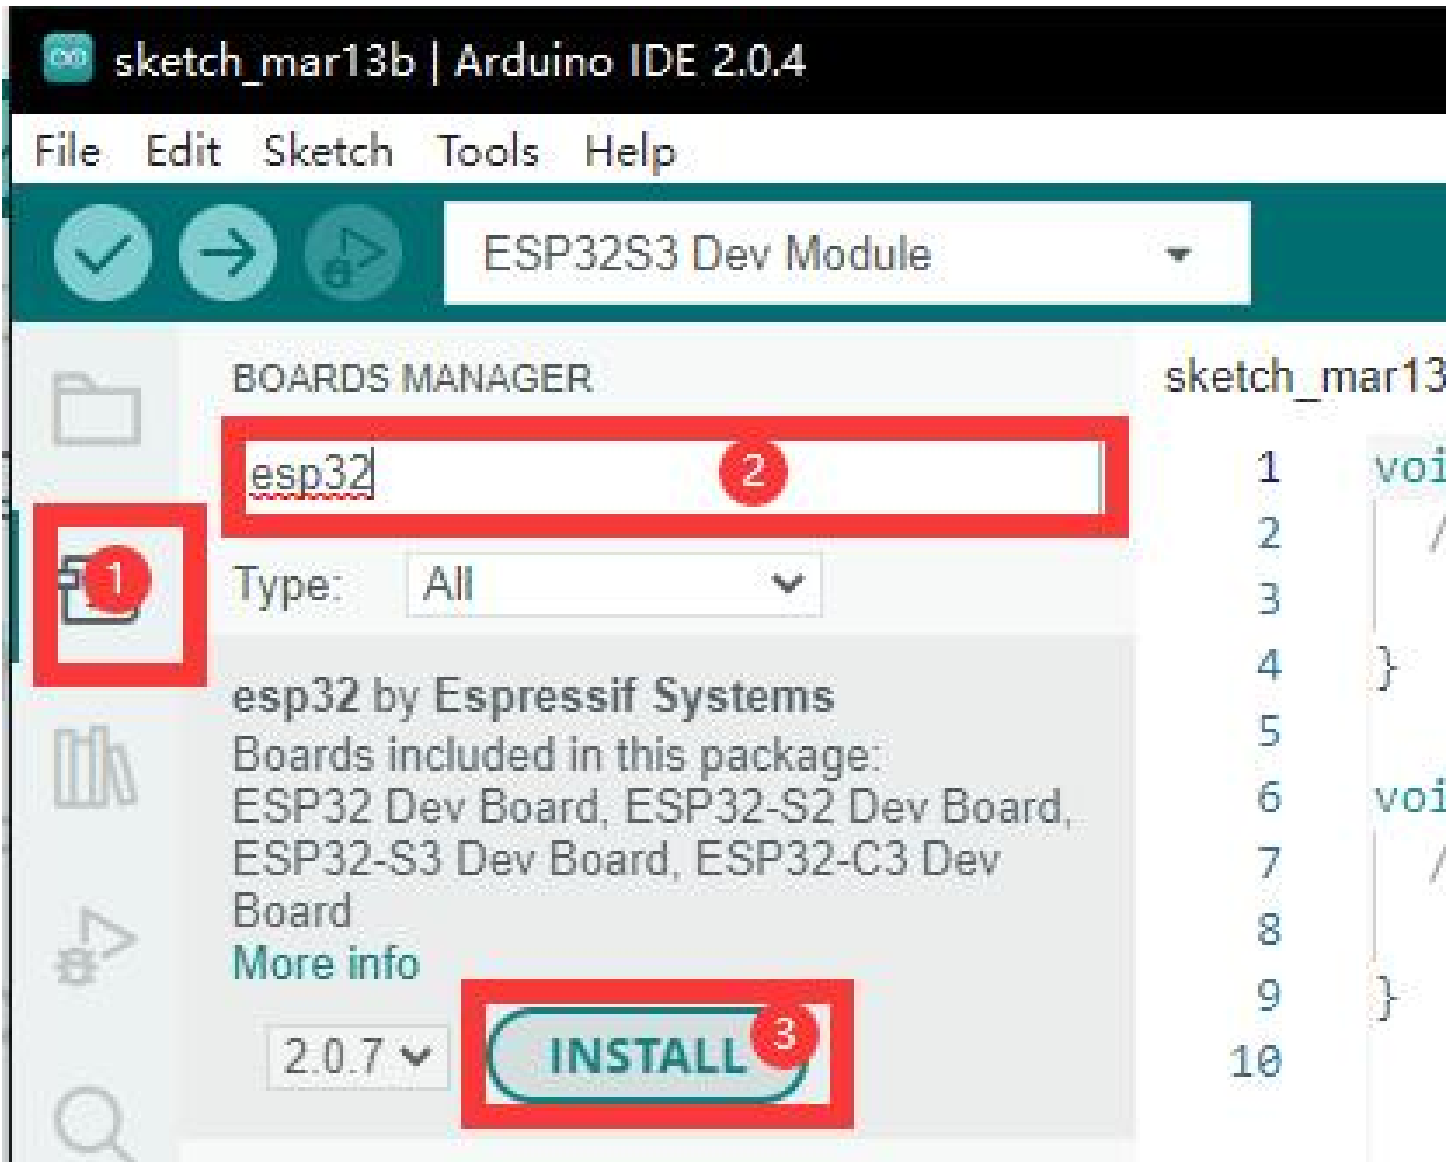 sketch_mar13b | Arduino IDE 2.0.4
File Edit Sketch Tools Help
ESP32S3 Dev Module
BOARDS MANAGER
esp32
2
1
Type: All
esp32 by Espressif Systems
Boards included in this package:
ESP32 Dev Board, ESP32-S2 Dev Board,
ESP32-S3 Dev Board, ESP32-C3 Dev
Board
More info
2.0.7
INSTALL
3
sketch_mar13
1 voi
2 /
3
4 }
5
6 voi
7 /
8
9 }
10